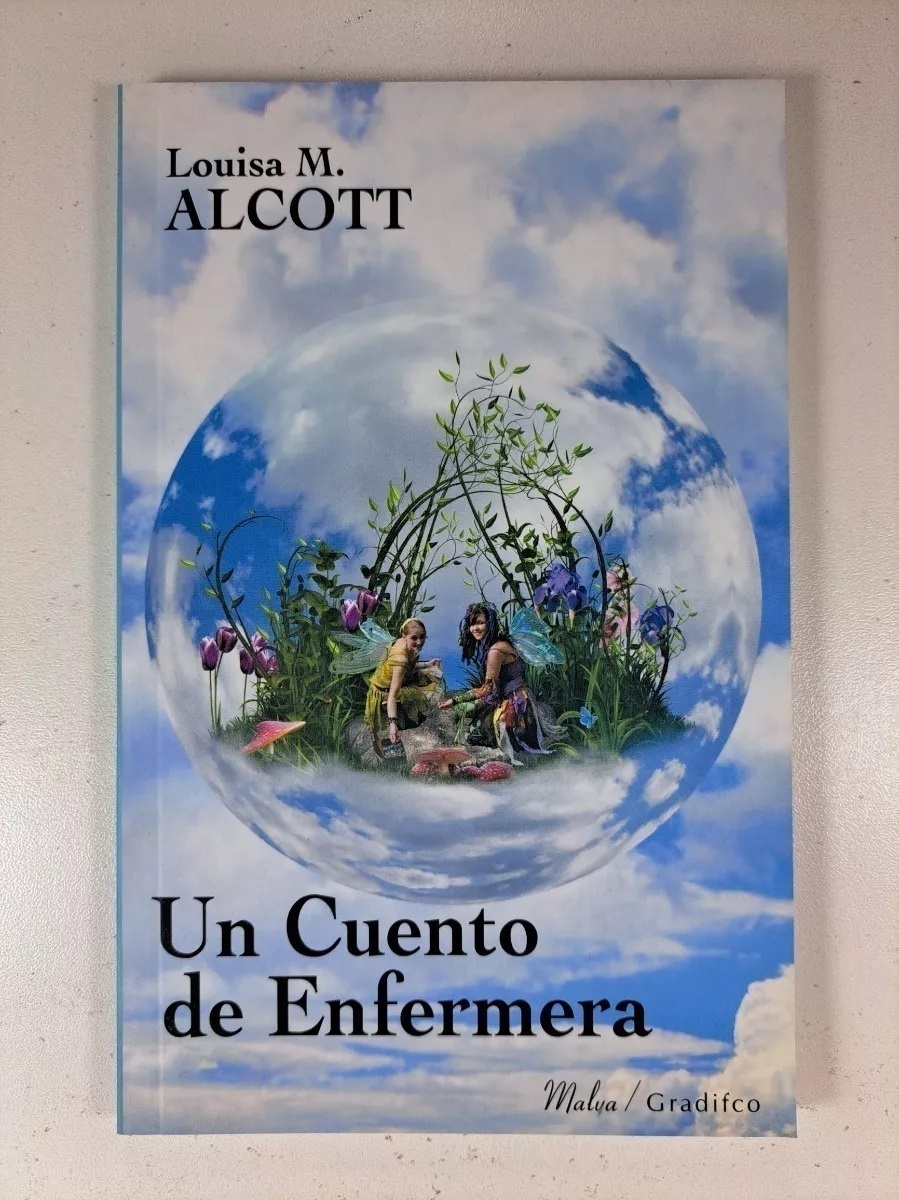 Louisa M.
ALCOTT
Un Cuento
de Enfermera
Malva / Gradifco